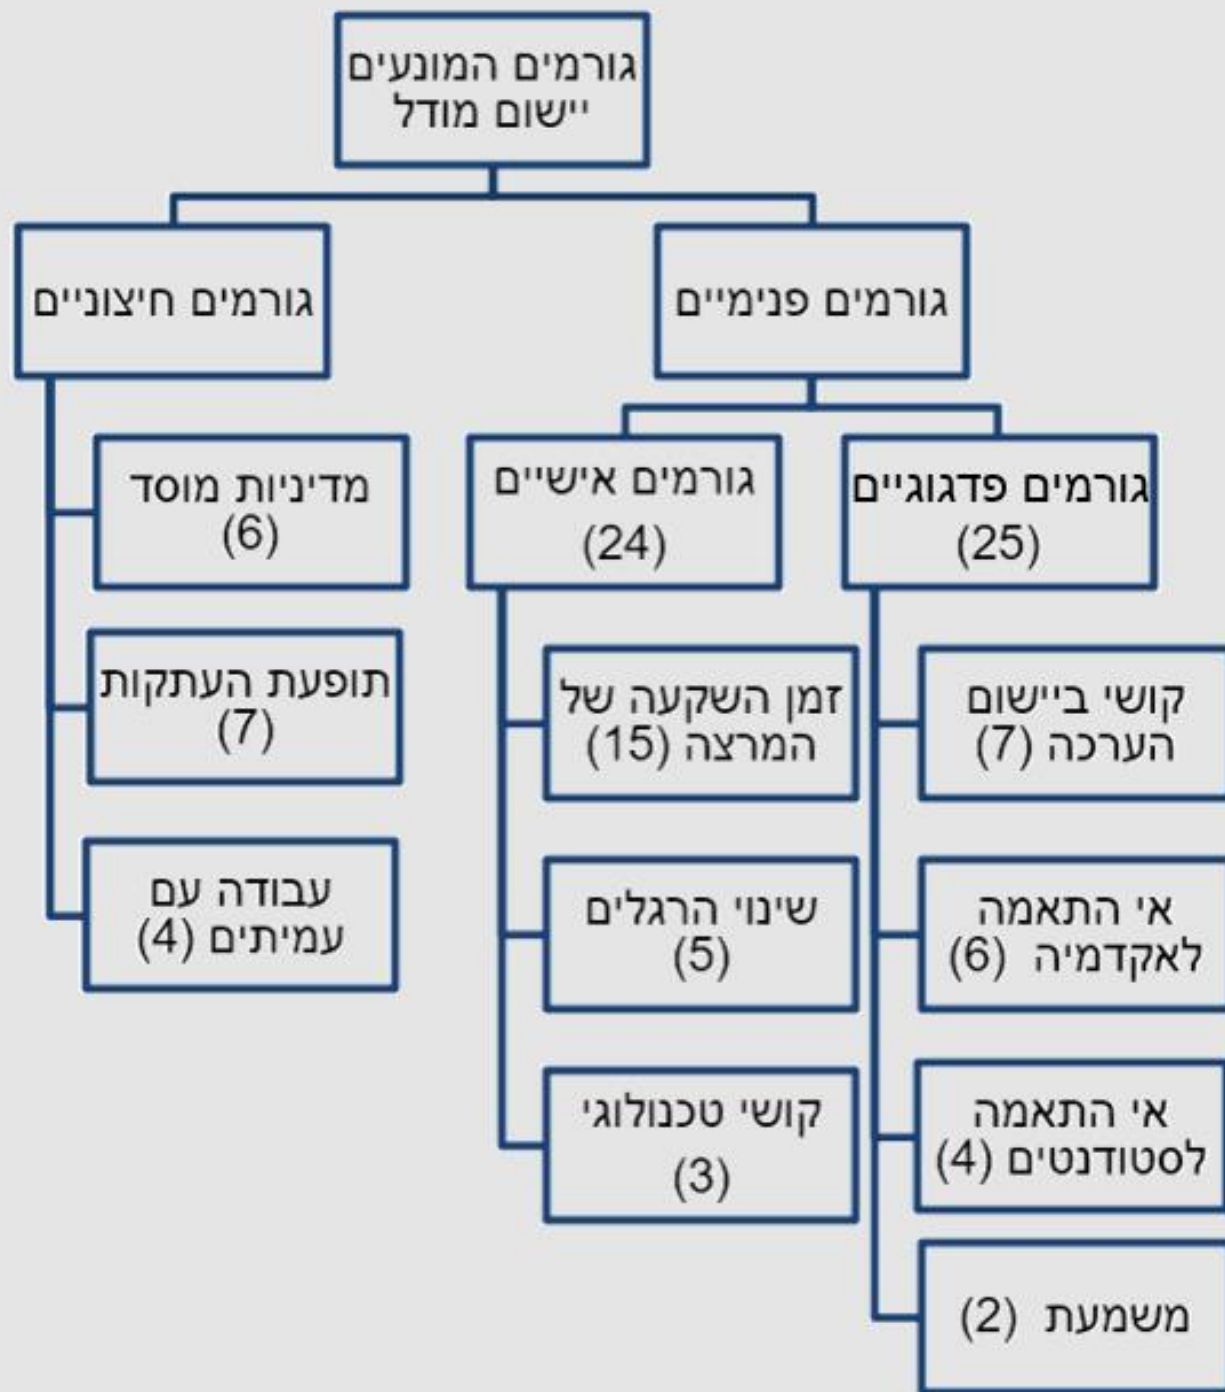 גורמים המונעים
יישום מודל
גורמים פנימיים
גורמים חיצוניים
גורמים פדגוגיים
(25)
קושי ביישום
הערכה (7)
אי התאמה
לאקדמיה (6)
אי התאמה
לסטודנטים (4)
משמעת (2)
גורמים אישיים
(24)
זמן השקעה של
המרצה (15)
שינוי הרגלים
(5)
קושי טכנולוגי
(3)
מדיניות מוסד
(6)
תופעת העתקות
(7)
עבודה עם
עמיתים (4)